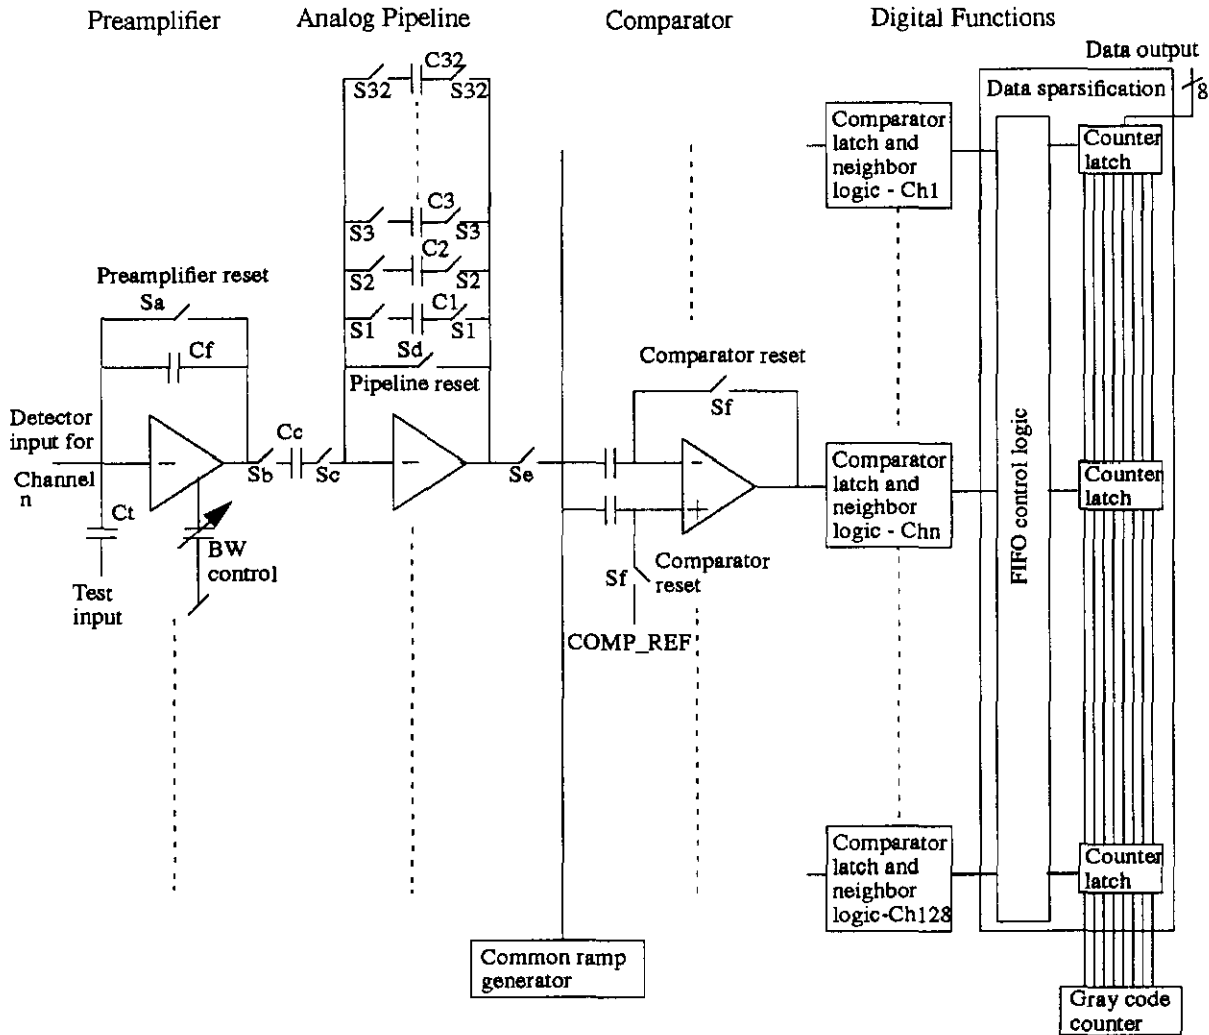 Preamplifier
Analog Pipeline
Comparator
Digital Functions
C32
S32
S32
C3
S3
S3
C2
S2
S2
C1
S1
S1
Sd
Pipeline reset
Preamplifier reset
Sa
Cf
Detector
input for
Channel
n
Sb
Cc
Sc
Se
Ct
Test
input
BW
control
Comparator reset
Sf
Sf
Comparator
reset
COMP_REF
Common ramp
generator
Comparator
latch and
neighbor
logic - Ch1
Comparator
latch and
neighbor
logic - Chn
Comparator
latch and
neighbor
logic-Ch128
Data output
8
Data sparsification
FIFO control logic
Counter
latch
Counter
latch
Counter
latch
Gray code
counter